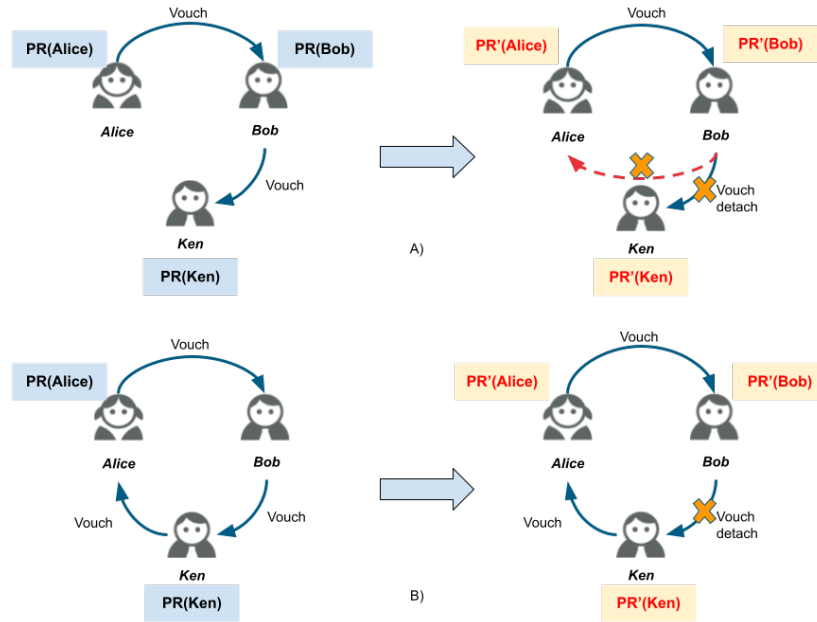 Vouch
PR(Alice)
PR(Bob)
Alice
Bob
Vouch
Ken
PR(Ken)
Vouch
PR'(Alice)
PR'(Bob)
Alice
Bob
Vouch
detach
Ken
PR'(Ken)
A)
Vouch
PR(Alice)
PR(Bob)
Alice
Bob
Vouch
Vouch
Ken
PR(Ken)
Vouch
PR'(Alice)
PR'(Bob)
Alice
Bob
Vouch
Vouch
detach
Ken
PR'(Ken)
B)